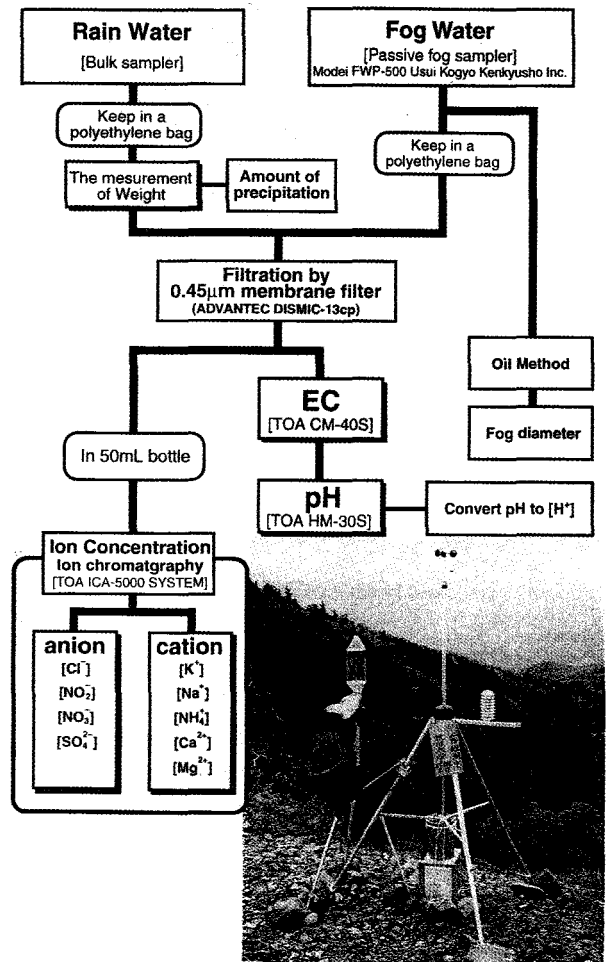 Rain Water
[Bulk sampler]
Fog Water
[Passive fog sampler]
Model FWP-500 Usui Kogyo Kenkyusho Inc.
Keep in a
polyethylene bag
Keep in a
polyethylene bag
The mesurement
of Weight
Amount of
precipitation
Filtration by
0.45μm membrane filter
(ADVANTEC DISMIC-13cp)
Oil Method
Fog diameter
EC
[TOA CM-40S]
In 50mL bottle
pH
[TOA HM-30S]
Convert pH to [H⁺]
Ion Concentration
Ion chromatgraphy
[TOA ICA-5000 SYSTEM]
anion
[Cl⁻]
[NO₂⁻]
[NO₃⁻]
[SO₄²⁻]
cation
[K⁺]
[Na⁺]
[NH₄⁺]
[Ca²⁺]
[Mg²⁺]